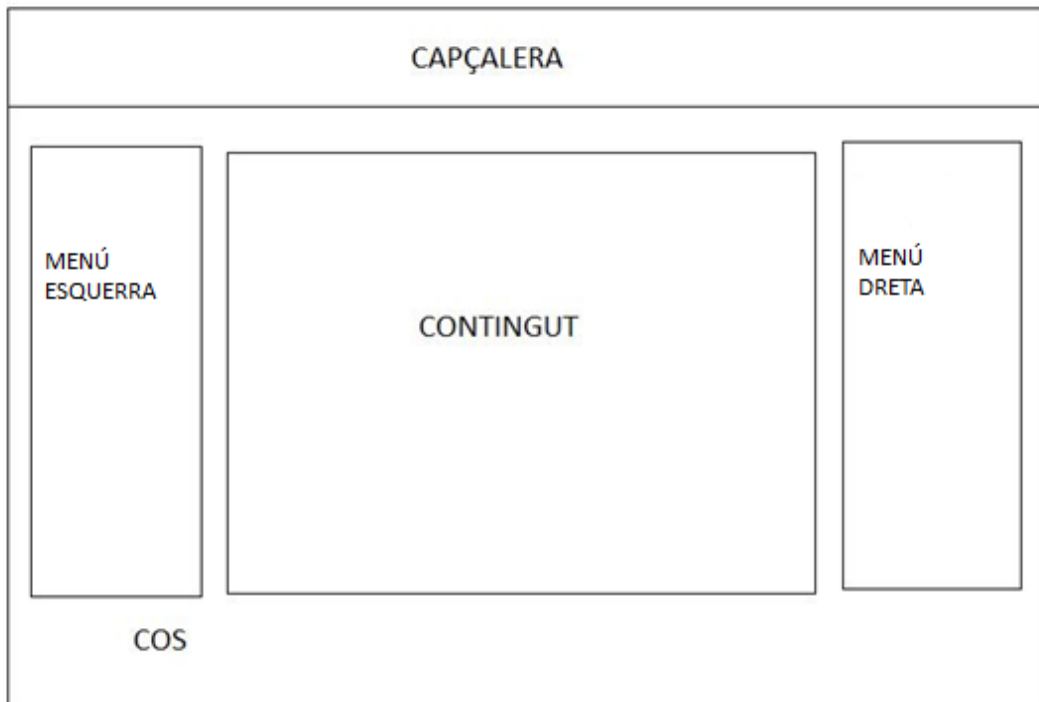 CAPÇALERA
MENÚ
ESQUERRA
CONTINGUT
MENÚ
DRETA
COS